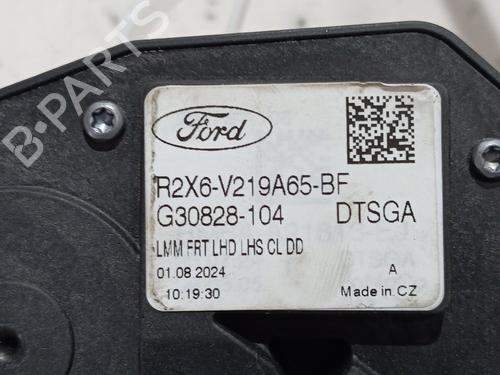 Ford
R2X6-V219A65-BF
G30828-104 DTSGA
LMM FRT LHD LHS CL DD
01.08.2024 A
10:19:30 Made in CZ
B-PARTS